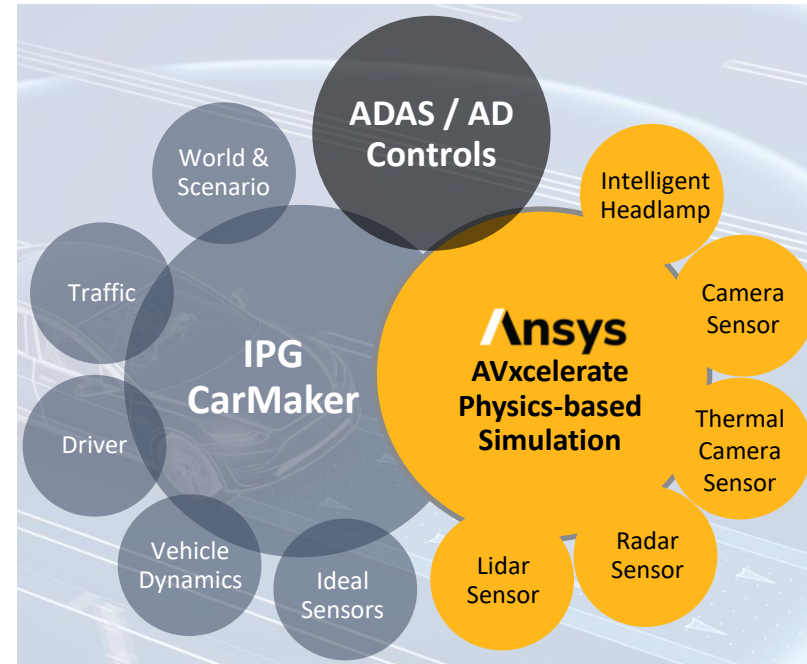 ADAS / AD
Controls
World &
Scenario
Intelligent
Headlamp
Traffic
Camera
Sensor
IPG
CarMaker
Ansys
AVxcelerate
Physics-based
Simulation
Driver
Thermal
Camera
Sensor
Vehicle
Dynamics
Ideal
Sensors
Lidar
Sensor
Radar
Sensor